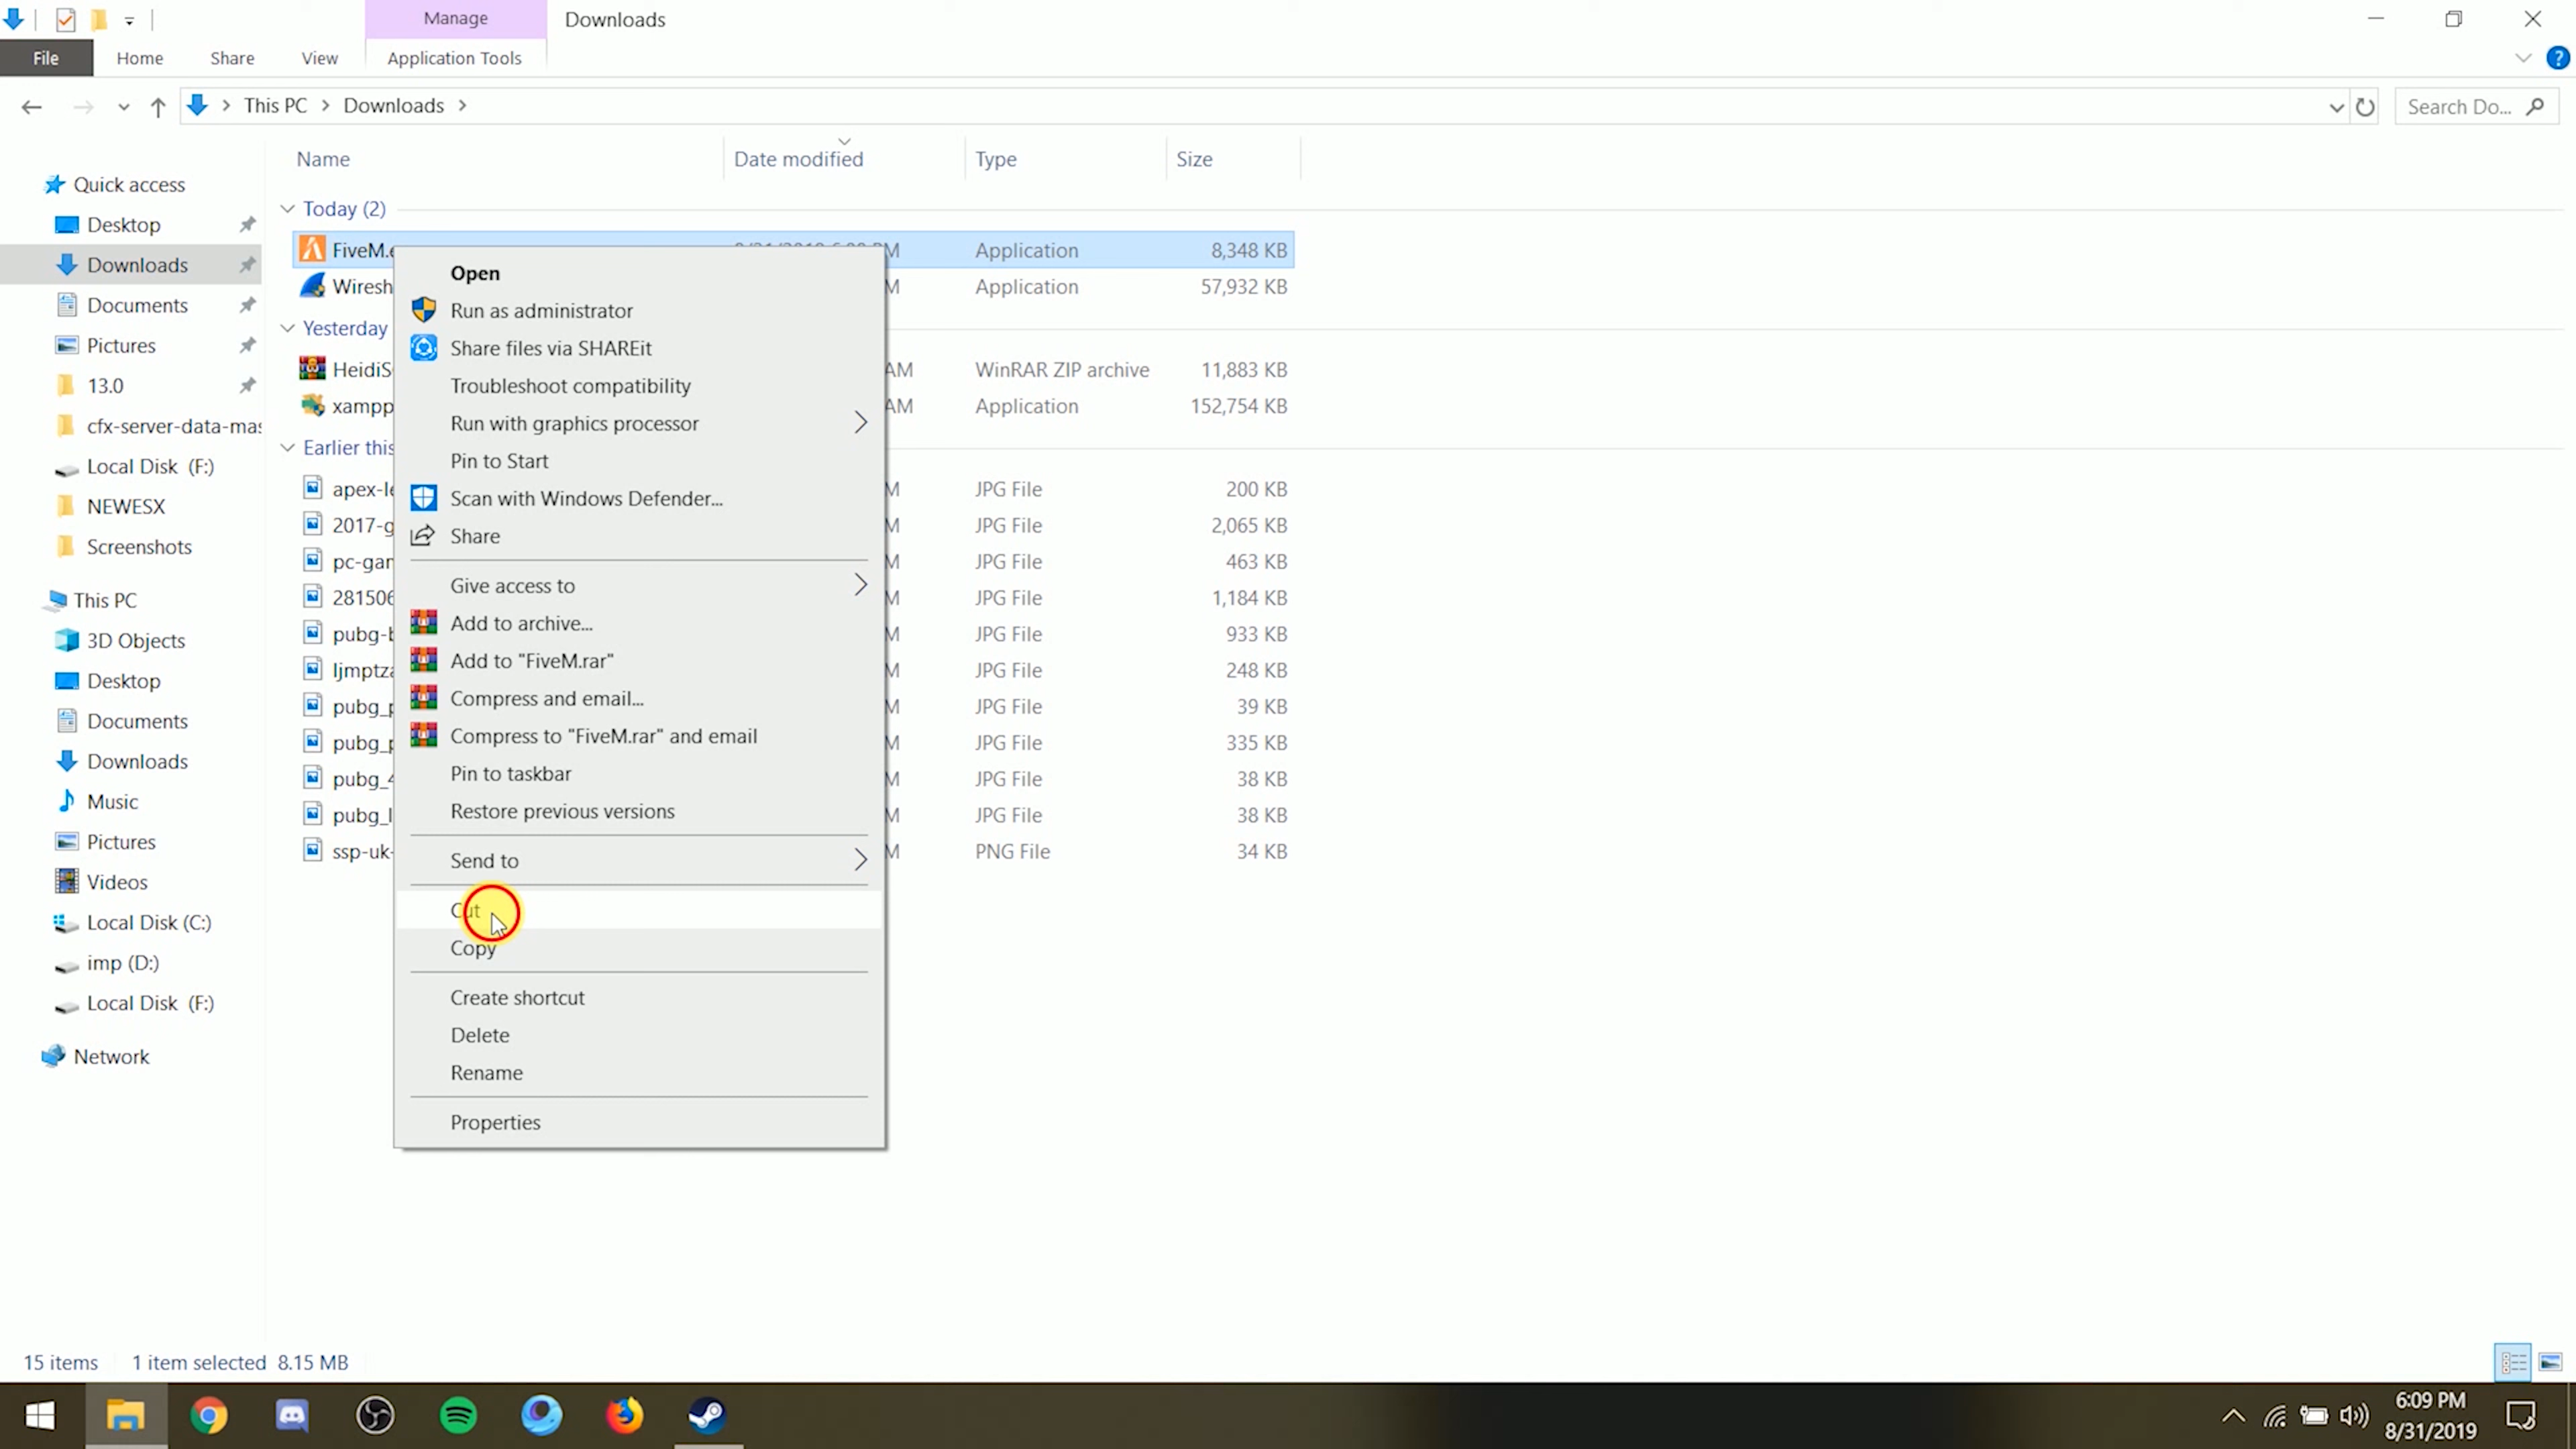 Manage
Downloads
File
Home
Share
View
Application Tools
This PC
Downloads
Search Do...
Name
Date modified
Type
Size
Quick access
Desktop
Downloads
Documents
Pictures
13.0
cfx-server-data-mas
Local Disk (F:)
NEWESX
Screenshots
This PC
3D Objects
Desktop
Documents
Downloads
Music
Pictures
Videos
Local Disk (C:)
imp (D:)
Local Disk (F:)
Network
Today (2)
FiveM.e M Application 8,348 KB
Wiresh M Application 57,932 KB
Yesterday
HeidiS AM WinRAR ZIP archive 11,883 KB
xampp AM Application 152,754 KB
Earlier this
apex-le M JPG File 200 KB
2017-g M JPG File 2,065 KB
pc-gar M JPG File 463 KB
281506 M JPG File 1,184 KB
pubg-b M JPG File 933 KB
ljmptza M JPG File 248 KB
pubg_p M JPG File 39 KB
pubg_p M JPG File 335 KB
pubg_4 M JPG File 38 KB
pubg_l M JPG File 38 KB
ssp-uk- M PNG File 34 KB
Open
Run as administrator
Share files via SHAREit
Troubleshoot compatibility
Run with graphics processor
Pin to Start
Scan with Windows Defender...
Share
Give access to
Add to archive...
Add to "FiveM.rar"
Compress and email...
Compress to "FiveM.rar" and email
Pin to taskbar
Restore previous versions
Send to
Cut
Copy
Create shortcut
Delete
Rename
Properties
15 items
1 item selected 8.15 MB
6:09 PM
8/31/2019